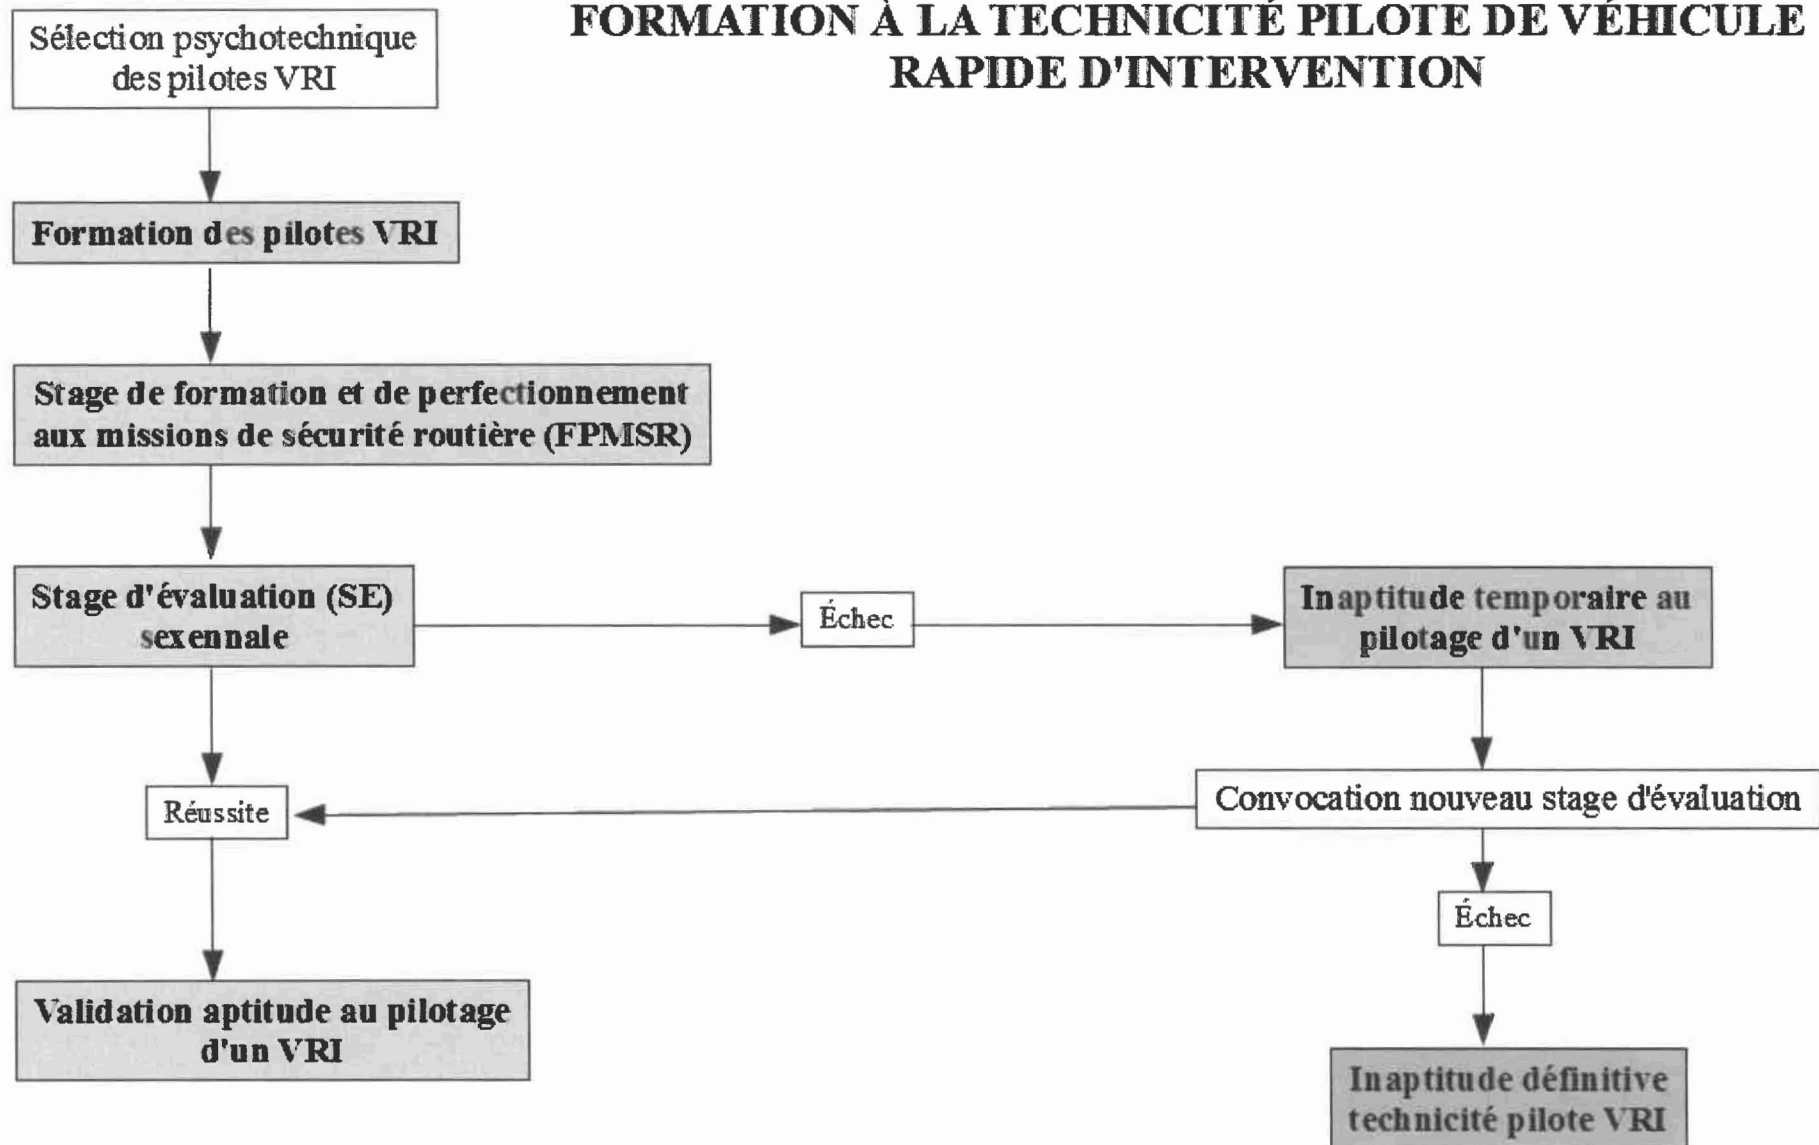 FORMATION À LA TECHNICITÉ PILOTE DE VÉHICULE
RAPIDE D'INTERVENTION
Sélection psychotechnique
des pilotes VRI
Formation des pilotes VRI
Stage de formation et de perfectionnement
aux missions de sécurité routière (FPMSR)
Stage d'évaluation (SE)
sexennale
Échec
Inaptitude temporaire au
pilotage d'un VRI
Réussite
Convocation nouveau stage d'évaluation
Échec
Validation aptitude au pilotage
d'un VRI
Inaptitude définitive
technicité pilote VRI